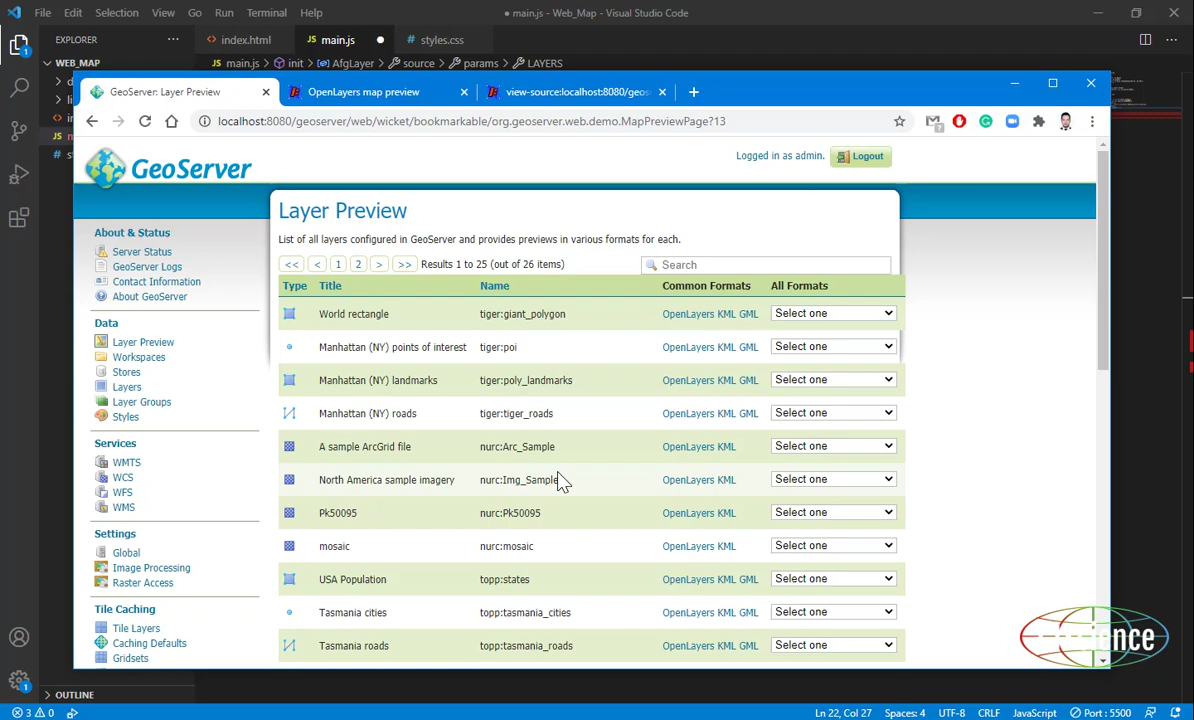 File Edit Selection View Go Run Terminal Help
● main.js - Web_Map - Visual Studio Code
EXPLORER ···
<> index.html
JS main.js ●
# styles.css
WEB_MAP
JS main.js > init > AfgLayer > source > params > LAYERS
GeoServer: Layer Preview
OpenLayers map preview
view-source:localhost:8080/geos
localhost:8080/geoserver/web/wicket/bookmarkable/org.geoserver.web.demo.MapPreviewPage?13
GeoServer
Logged in as admin. Logout
About & Status
Server Status
GeoServer Logs
Contact Information
About GeoServer
Data
Layer Preview
Workspaces
Stores
Layers
Layer Groups
Styles
Services
WMTS
WCS
WFS
WMS
Settings
Global
Image Processing
Raster Access
Tile Caching
Tile Layers
Caching Defaults
Gridsets
Layer Preview
List of all layers configured in GeoServer and provides previews in various formats for each.
<< < 1 2 > >> Results 1 to 25 (out of 26 items) Search
Type Title Name Common Formats All Formats
World rectangle tiger:giant_polygon OpenLayers KML GML Select one
Manhattan (NY) points of interest tiger:poi OpenLayers KML GML Select one
Manhattan (NY) landmarks tiger:poly_landmarks OpenLayers KML GML Select one
Manhattan (NY) roads tiger:tiger_roads OpenLayers KML GML Select one
A sample ArcGrid file nurc:Arc_Sample OpenLayers KML Select one
North America sample imagery nurc:Img_Sample OpenLayers KML Select one
Pk50095 nurc:Pk50095 OpenLayers KML Select one
mosaic nurc:mosaic OpenLayers KML Select one
USA Population topp:states OpenLayers KML GML Select one
Tasmania cities topp:tasmania_cities OpenLayers KML GML Select one
Tasmania roads topp:tasmania_roads OpenLayers KML GML Select one
OUTLINE
3 0
Ln 22, Col 27 Spaces: 4 UTF-8 CRLF JavaScript Port : 5500